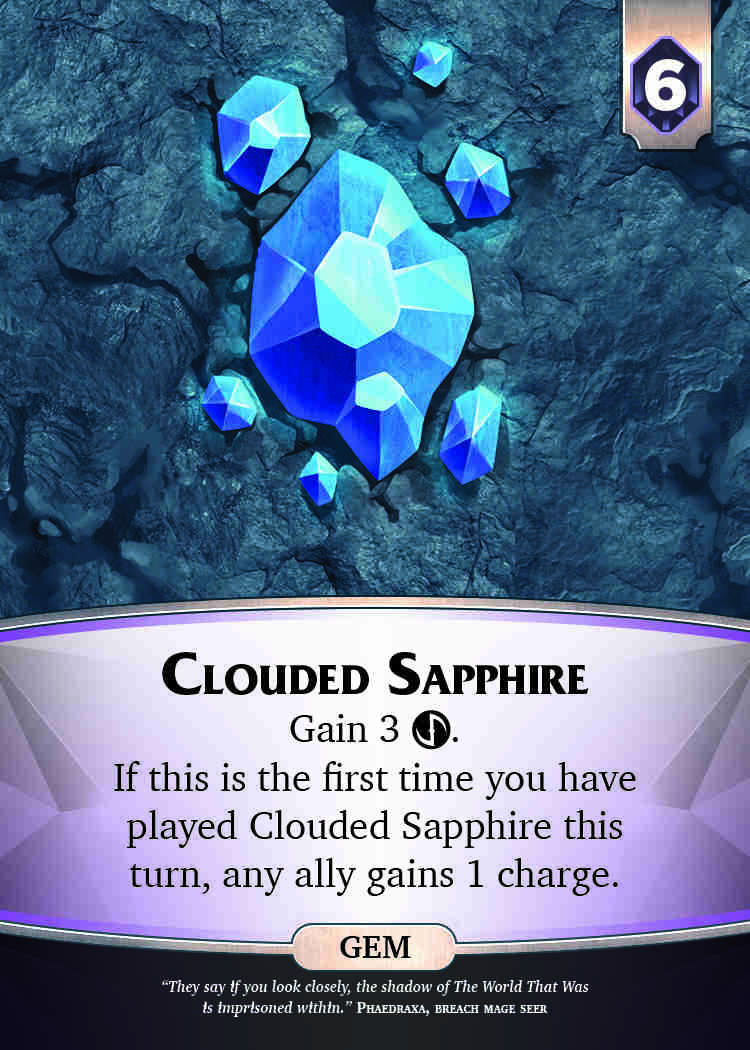 6
Clouded Sapphire
Gain 3 .
If this is the first time you have
played Clouded Sapphire this
turn, any ally gains 1 charge.
GEM
“They say if you look closely, the shadow of The World That Was
is imprisoned within.” Phaedraxa, breach mage seer